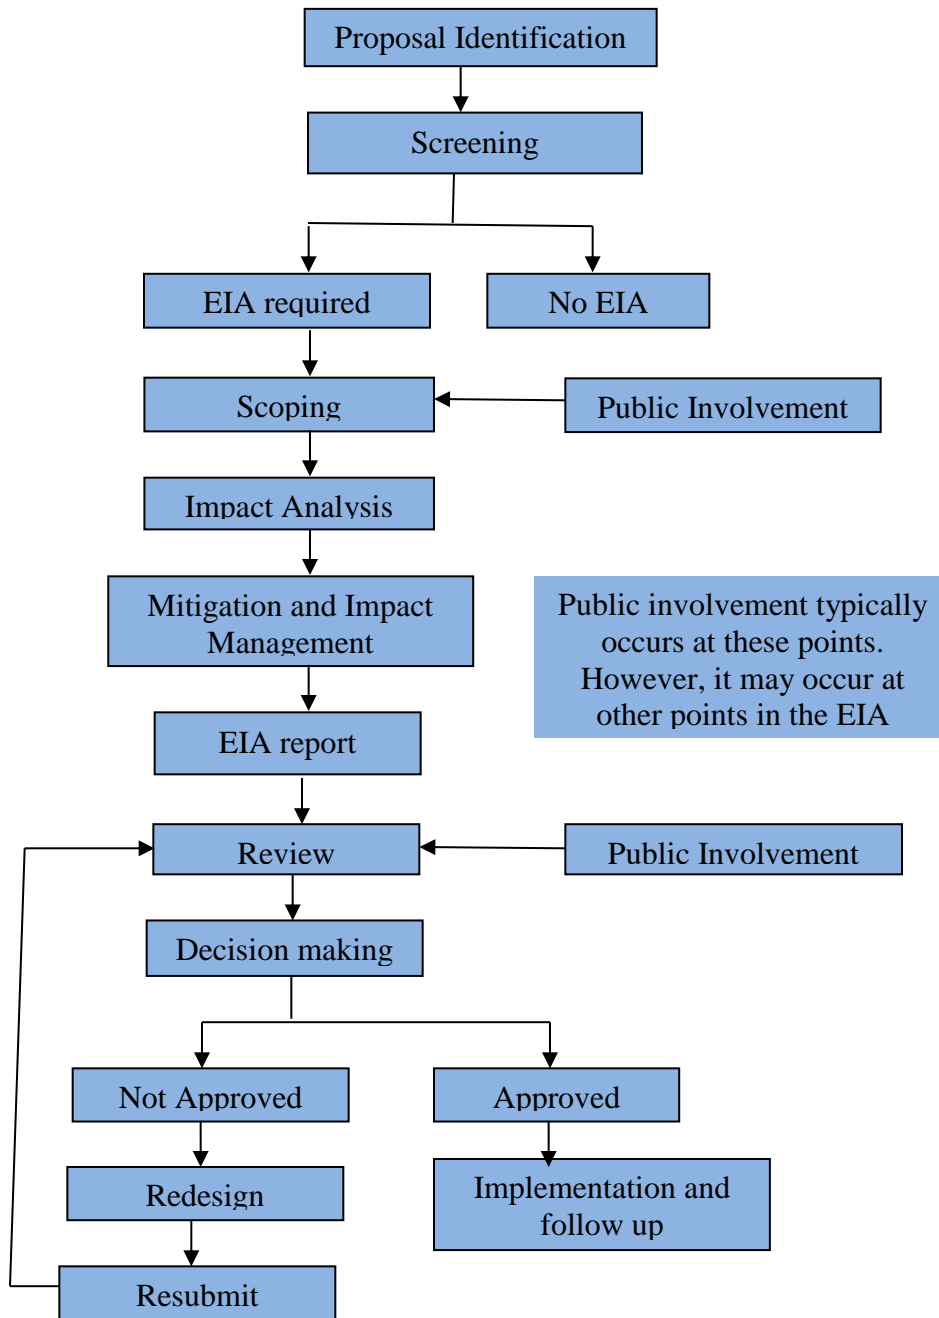 Proposal Identification
Screening
EIA required
No EIA
Scoping
Public Involvement
Impact Analysis
Mitigation and Impact
Management
Public involvement typically
occurs at these points.
However, it may occur at
other points in the EIA
EIA report
Review
Public Involvement
Decision making
Not Approved
Approved
Redesign
Implementation and
follow up
Resubmit